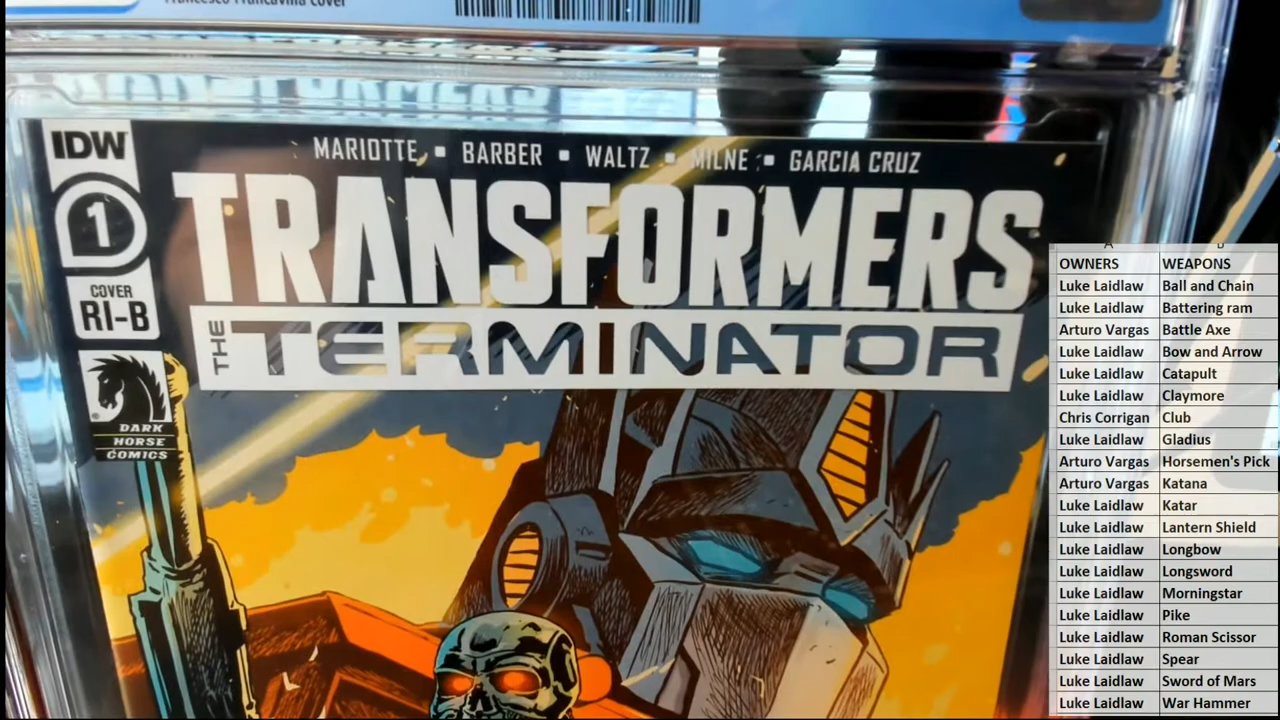 Francesco Francavilla cover
IDW
1
COVER
RI-B
DARK
HORSE
COMICS
MARIOTTE ▪ BARBER ▪ WALTZ ▪ MILNE ▪ GARCIA CRUZ
TRANSFORMERS
THE TERMINATOR
A B
OWNERS WEAPONS
Luke Laidlaw Ball and Chain
Luke Laidlaw Battering ram
Arturo Vargas Battle Axe
Luke Laidlaw Bow and Arrow
Luke Laidlaw Catapult
Luke Laidlaw Claymore
Chris Corrigan Club
Luke Laidlaw Gladius
Arturo Vargas Horsemen's Pick
Arturo Vargas Katana
Luke Laidlaw Katar
Luke Laidlaw Lantern Shield
Luke Laidlaw Longbow
Luke Laidlaw Longsword
Luke Laidlaw Morningstar
Luke Laidlaw Pike
Luke Laidlaw Roman Scissor
Luke Laidlaw Spear
Luke Laidlaw Sword of Mars
Luke Laidlaw War Hammer